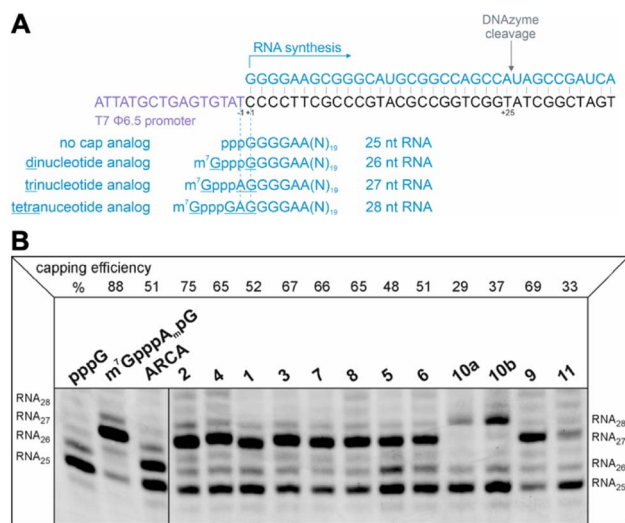 A
DNAzyme
cleavage
RNA synthesis
GGGGAAGCGGGCAUGCGGCCAGCCAUAGCCGAUCA
ATTATGCTGAGTGTATCCCCTTCGCCCGTACGCCGGTCGGTATCGGCTAGT
T7 Φ6.5 promoter
-1 +1
+25
no cap analog pppGGGGAA(N)19 25 nt RNA
dinucleotide analog m7GpppGGGGAA(N)19 26 nt RNA
trinucleotide analog m7GpppAGGGGAA(N)19 27 nt RNA
tetranuceotide analog m7GpppGAGGGGAA(N)19 28 nt RNA
B
capping efficiency
% 88 51 75 65 52 67 66 65 48 51 29 37 69 33
pppG m7GpppAmpG ARCA 2 4 1 3 7 8 5 6 10a 10b 9 11
RNA28 RNA28
RNA27 RNA27
RNA26 RNA26
RNA25 RNA25